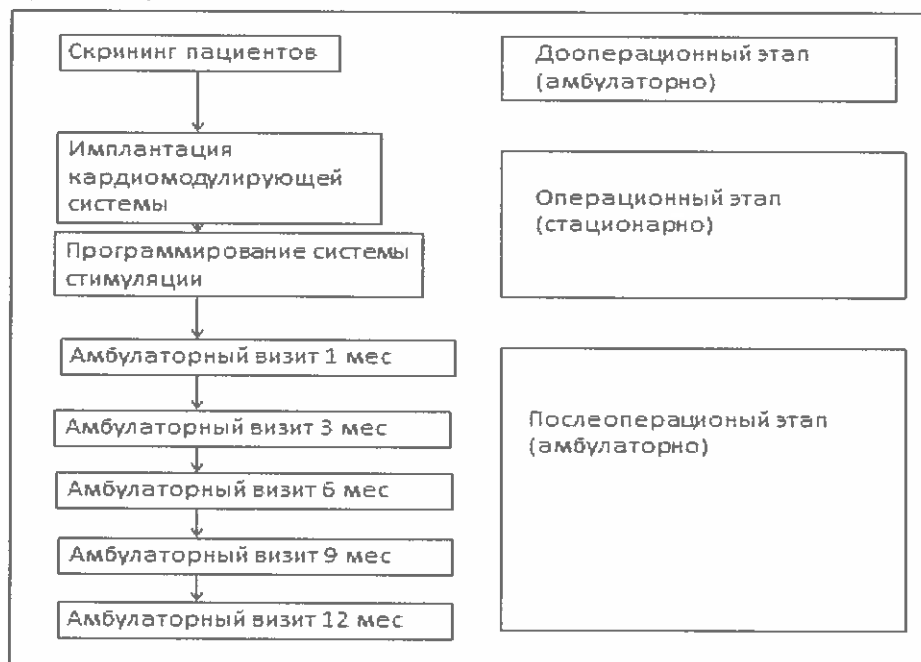 Скрининг пациентов
Дооперационный этап
(амбулаторно)
Имплантация
кардиомодулирующей
системы
Операционный этап
(стационарно)
Программирование системы
стимуляции
Амбулаторный визит 1 мес
Амбулаторный визит 3 мес
Амбулаторный визит 6 мес
Амбулаторный визит 9 мес
Амбулаторный визит 12 мес
Послеоперационый этап
(амбулаторно)